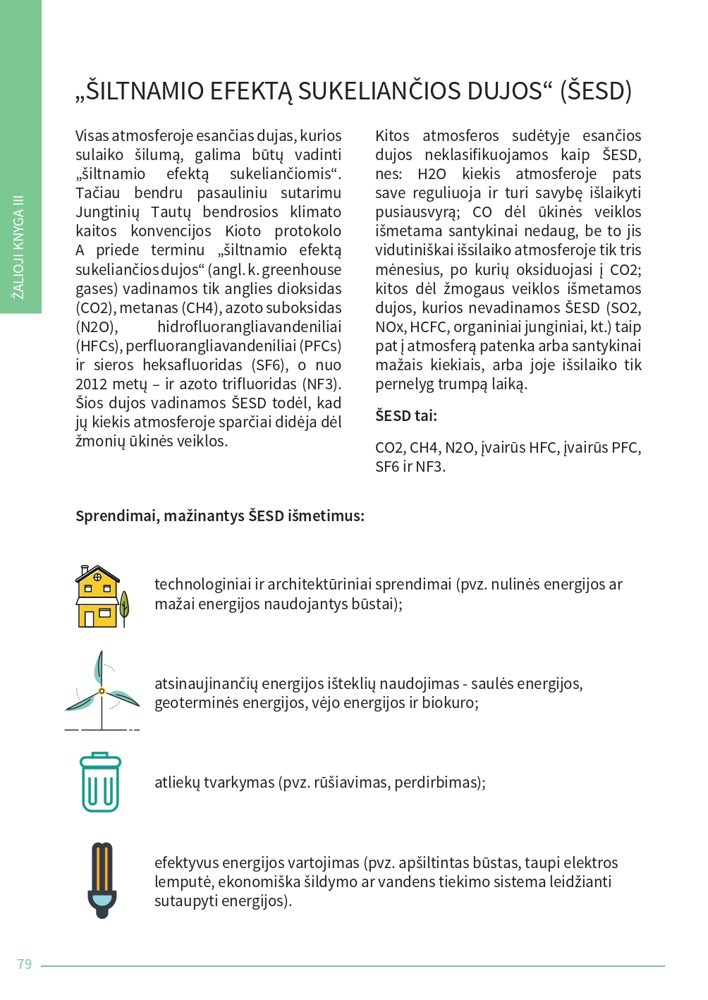 ŽALIOJI KNYGA III
„ŠILTNAMIO EFEKTĄ SUKELIANČIOS DUJOS“ (ŠESD)
Visas atmosferoje esančias dujas, kurios
sulaiko šilumą, galima būtų vadinti
„šiltnamio efektą sukeliančiomis“.
Tačiau bendru pasauliniu sutarimu
Jungtinių Tautų bendrosios klimato
kaitos konvencijos Kioto protokolo
A priede terminu „šiltnamio efektą
sukeliančios dujos“ (angl. k. greenhouse
gases) vadinamos tik anglies dioksidas
(CO2), metanas (CH4), azoto suboksidas
(N2O), hidrofluorangliavandeniliai
(HFCs), perfluorangliavandeniliai (PFCs)
ir sieros heksafluoridas (SF6), o nuo
2012 metų – ir azoto trifluoridas (NF3).
Šios dujos vadinamos ŠESD todėl, kad
jų kiekis atmosferoje sparčiai didėja dėl
žmonių ūkinės veiklos.
Kitos atmosferos sudėtyje esančios
dujos neklasifikuojamos kaip ŠESD,
nes: H2O kiekis atmosferoje pats
save reguliuoja ir turi savybę išlaikyti
pusiausvyrą; CO dėl ūkinės veiklos
išmetama santykinai nedaug, be to jis
vidutiniškai išsilaiko atmosferoje tik tris
mėnesius, po kurių oksiduojasi į CO2;
kitos dėl žmogaus veiklos išmetamos
dujos, kurios nevadinamos ŠESD (SO2,
NOx, HCFC, organiniai junginiai, kt.) taip
pat į atmosferą patenka arba santykinai
mažais kiekiais, arba joje išsilaiko tik
pernelyg trumpą laiką.
ŠESD tai:
CO2, CH4, N2O, įvairūs HFC, įvairūs PFC,
SF6 ir NF3.
Sprendimai, mažinantys ŠESD išmetimus:
technologiniai ir architektūriniai sprendimai (pvz. nulinės energijos ar
mažai energijos naudojantys būstai);
atsinaujinančių energijos išteklių naudojimas - saulės energijos,
geoterminės energijos, vėjo energijos ir biokuro;
atliekų tvarkymas (pvz. rūšiavimas, perdirbimas);
efektyvus energijos vartojimas (pvz. apšiltintas būstas, taupi elektros
lemputė, ekonomiška šildymo ar vandens tiekimo sistema leidžianti
sutaupyti energijos).
79